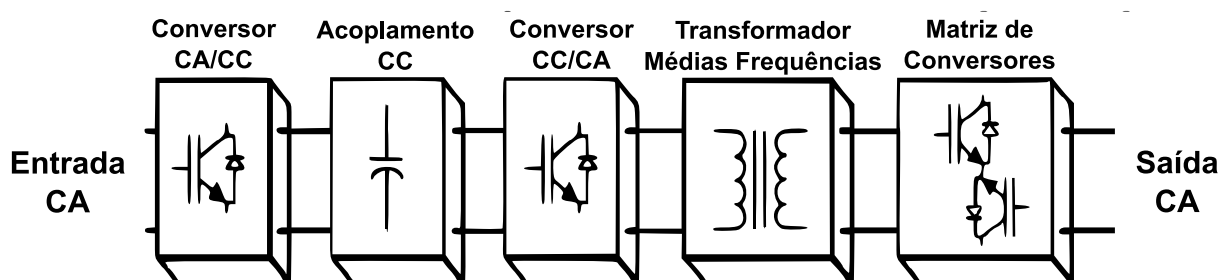 Conversor
CA/CC
Acoplamento
CC
Conversor
CC/CA
Transformador
Médias Frequências
Matriz de
Conversores
Entrada
CA
Saída
CA